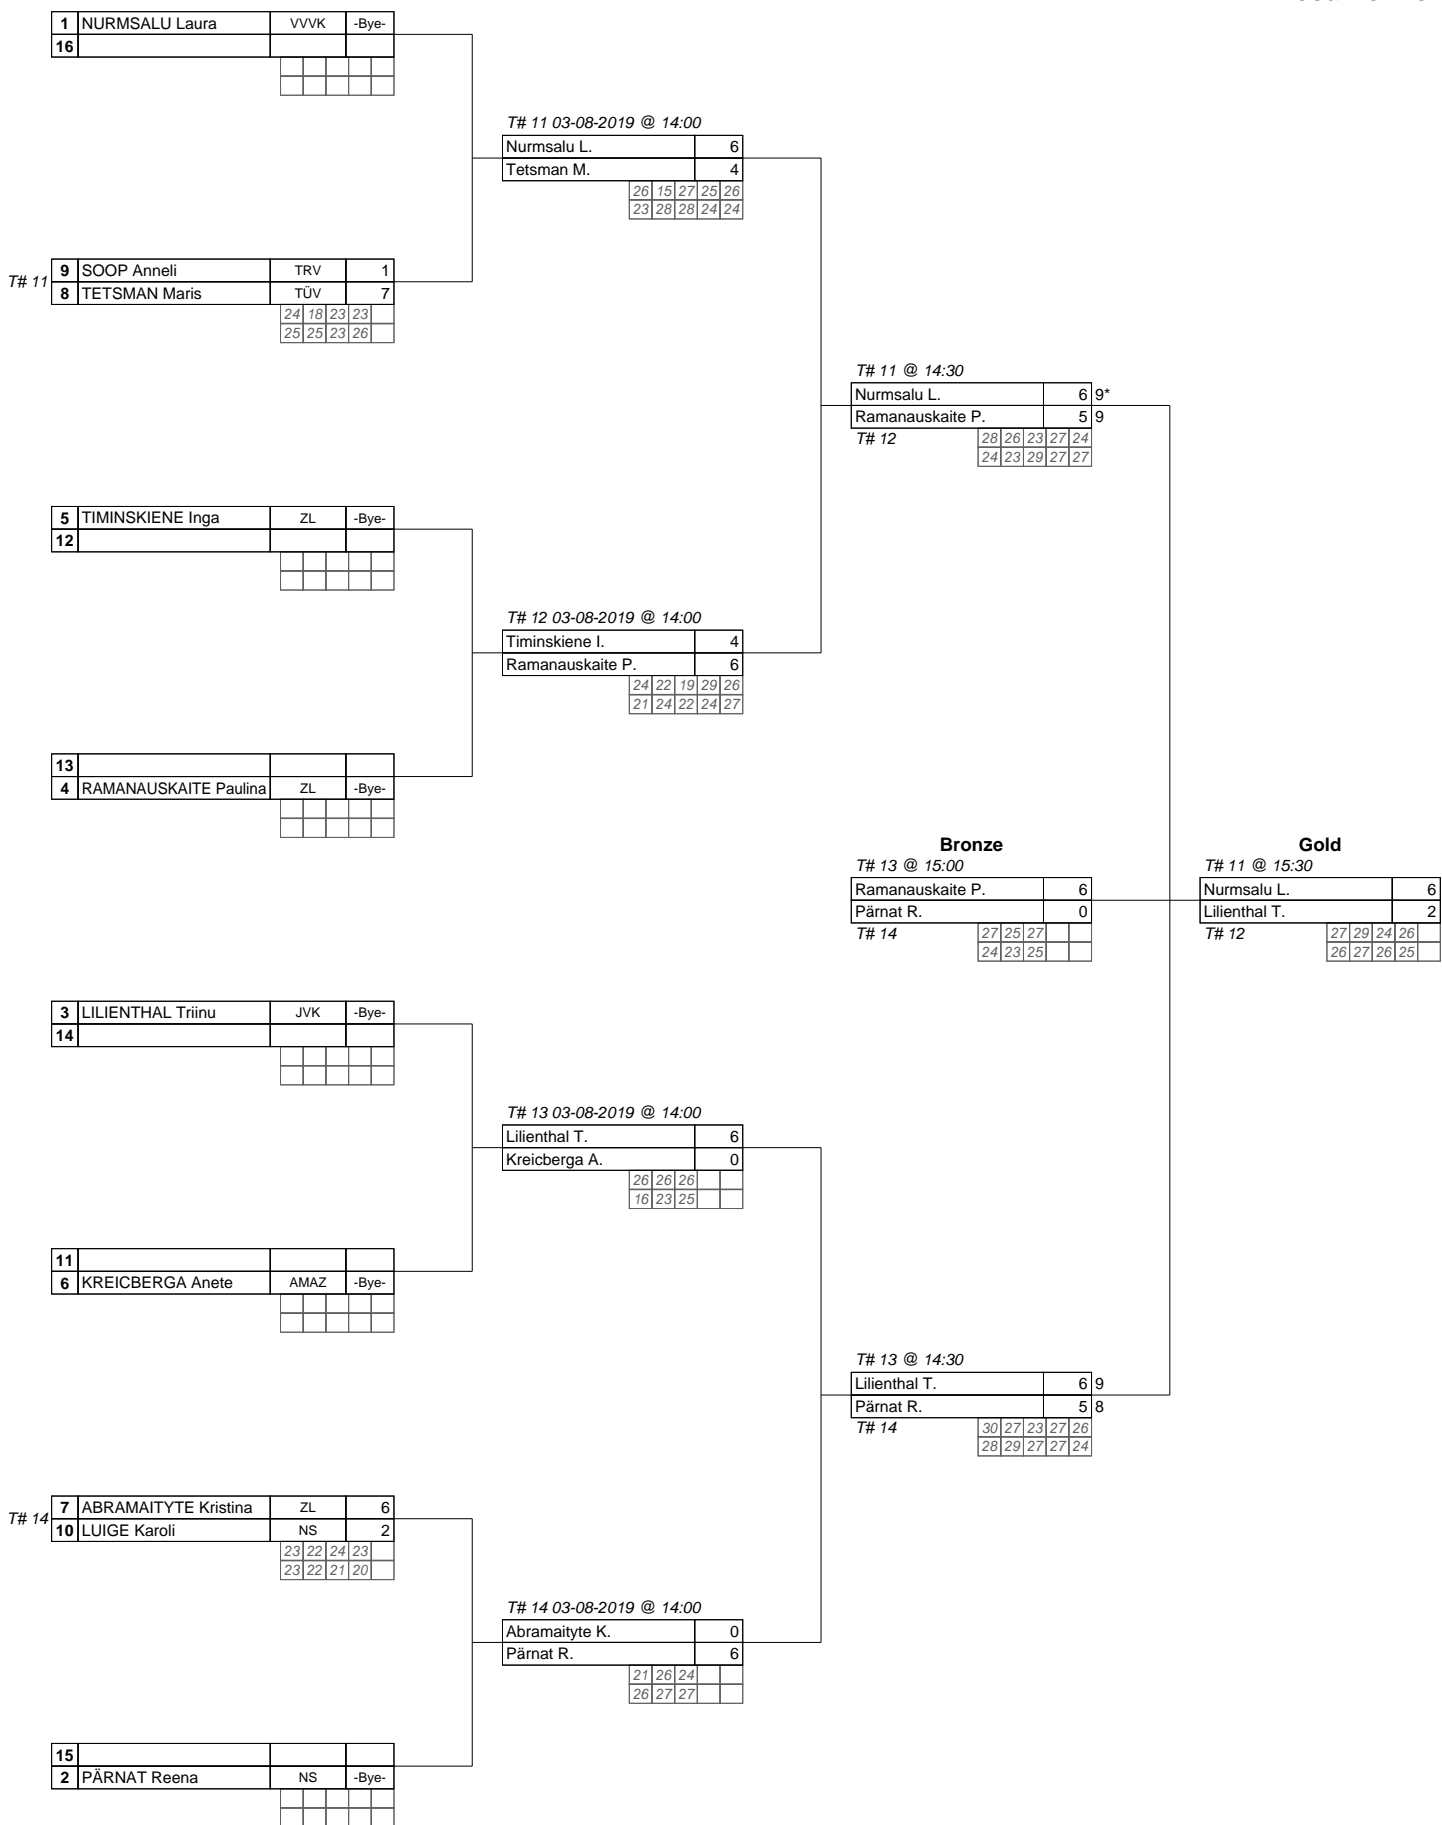 1 NURMSALU Laura VVVK -Bye-
16
T# 11 03-08-2019 @ 14:00
Nurmsalu L. 6
Tetsman M. 4
26 15 27 25 26
23 28 28 24 24
T# 11
9 SOOP Anneli TRV 1
8 TETSMAN Maris TÜV 7
24 18 23 23
25 25 23 26
T# 11 @ 14:30
Nurmsalu L. 6 9*
Ramanauskaite P. 5 9
T# 12 28 26 23 27 24
24 23 29 27 27
5 TIMINSKIENE Inga ZL -Bye-
12
T# 12 03-08-2019 @ 14:00
Timinskiene I. 4
Ramanauskaite P. 6
24 22 19 29 26
21 24 22 24 27
13
4 RAMANAUSKAITE Paulina ZL -Bye-
Bronze
T# 13 @ 15:00
Ramanauskaite P. 6
Pärnat R. 0
T# 14 27 25 27
24 23 25
Gold
T# 11 @ 15:30
Nurmsalu L. 6
Lilienthal T. 2
T# 12 27 29 24 26
26 27 26 25
3 LILIENTHAL Triinu JVK -Bye-
14
T# 13 03-08-2019 @ 14:00
Lilienthal T. 6
Kreicberga A. 0
26 26 26
16 23 25
11
6 KREICBERGA Anete AMAZ -Bye-
T# 13 @ 14:30
Lilienthal T. 6 9
Pärnat R. 5 8
T# 14 30 27 23 27 26
28 29 27 27 24
T# 14
7 ABRAMAITYTE Kristina ZL 6
10 LUIGE Karoli NS 2
23 22 24 23
23 22 21 20
T# 14 03-08-2019 @ 14:00
Abramaityte K. 0
Pärnat R. 6
21 26 24
26 27 27
15
2 PÄRNAT Reena NS -Bye-